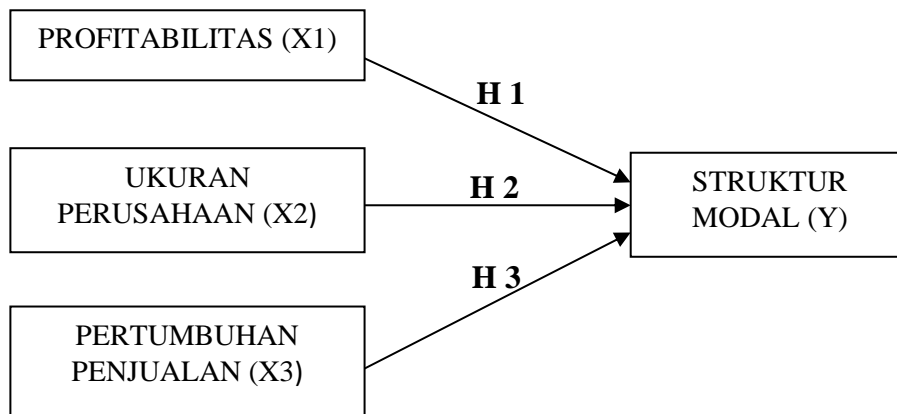 PROFITABILITAS (X1)
H 1
UKURAN
PERUSAHAAN (X2)
H 2
STRUKTUR
MODAL (Y)
H 3
PERTUMBUHAN
PENJUALAN (X3)